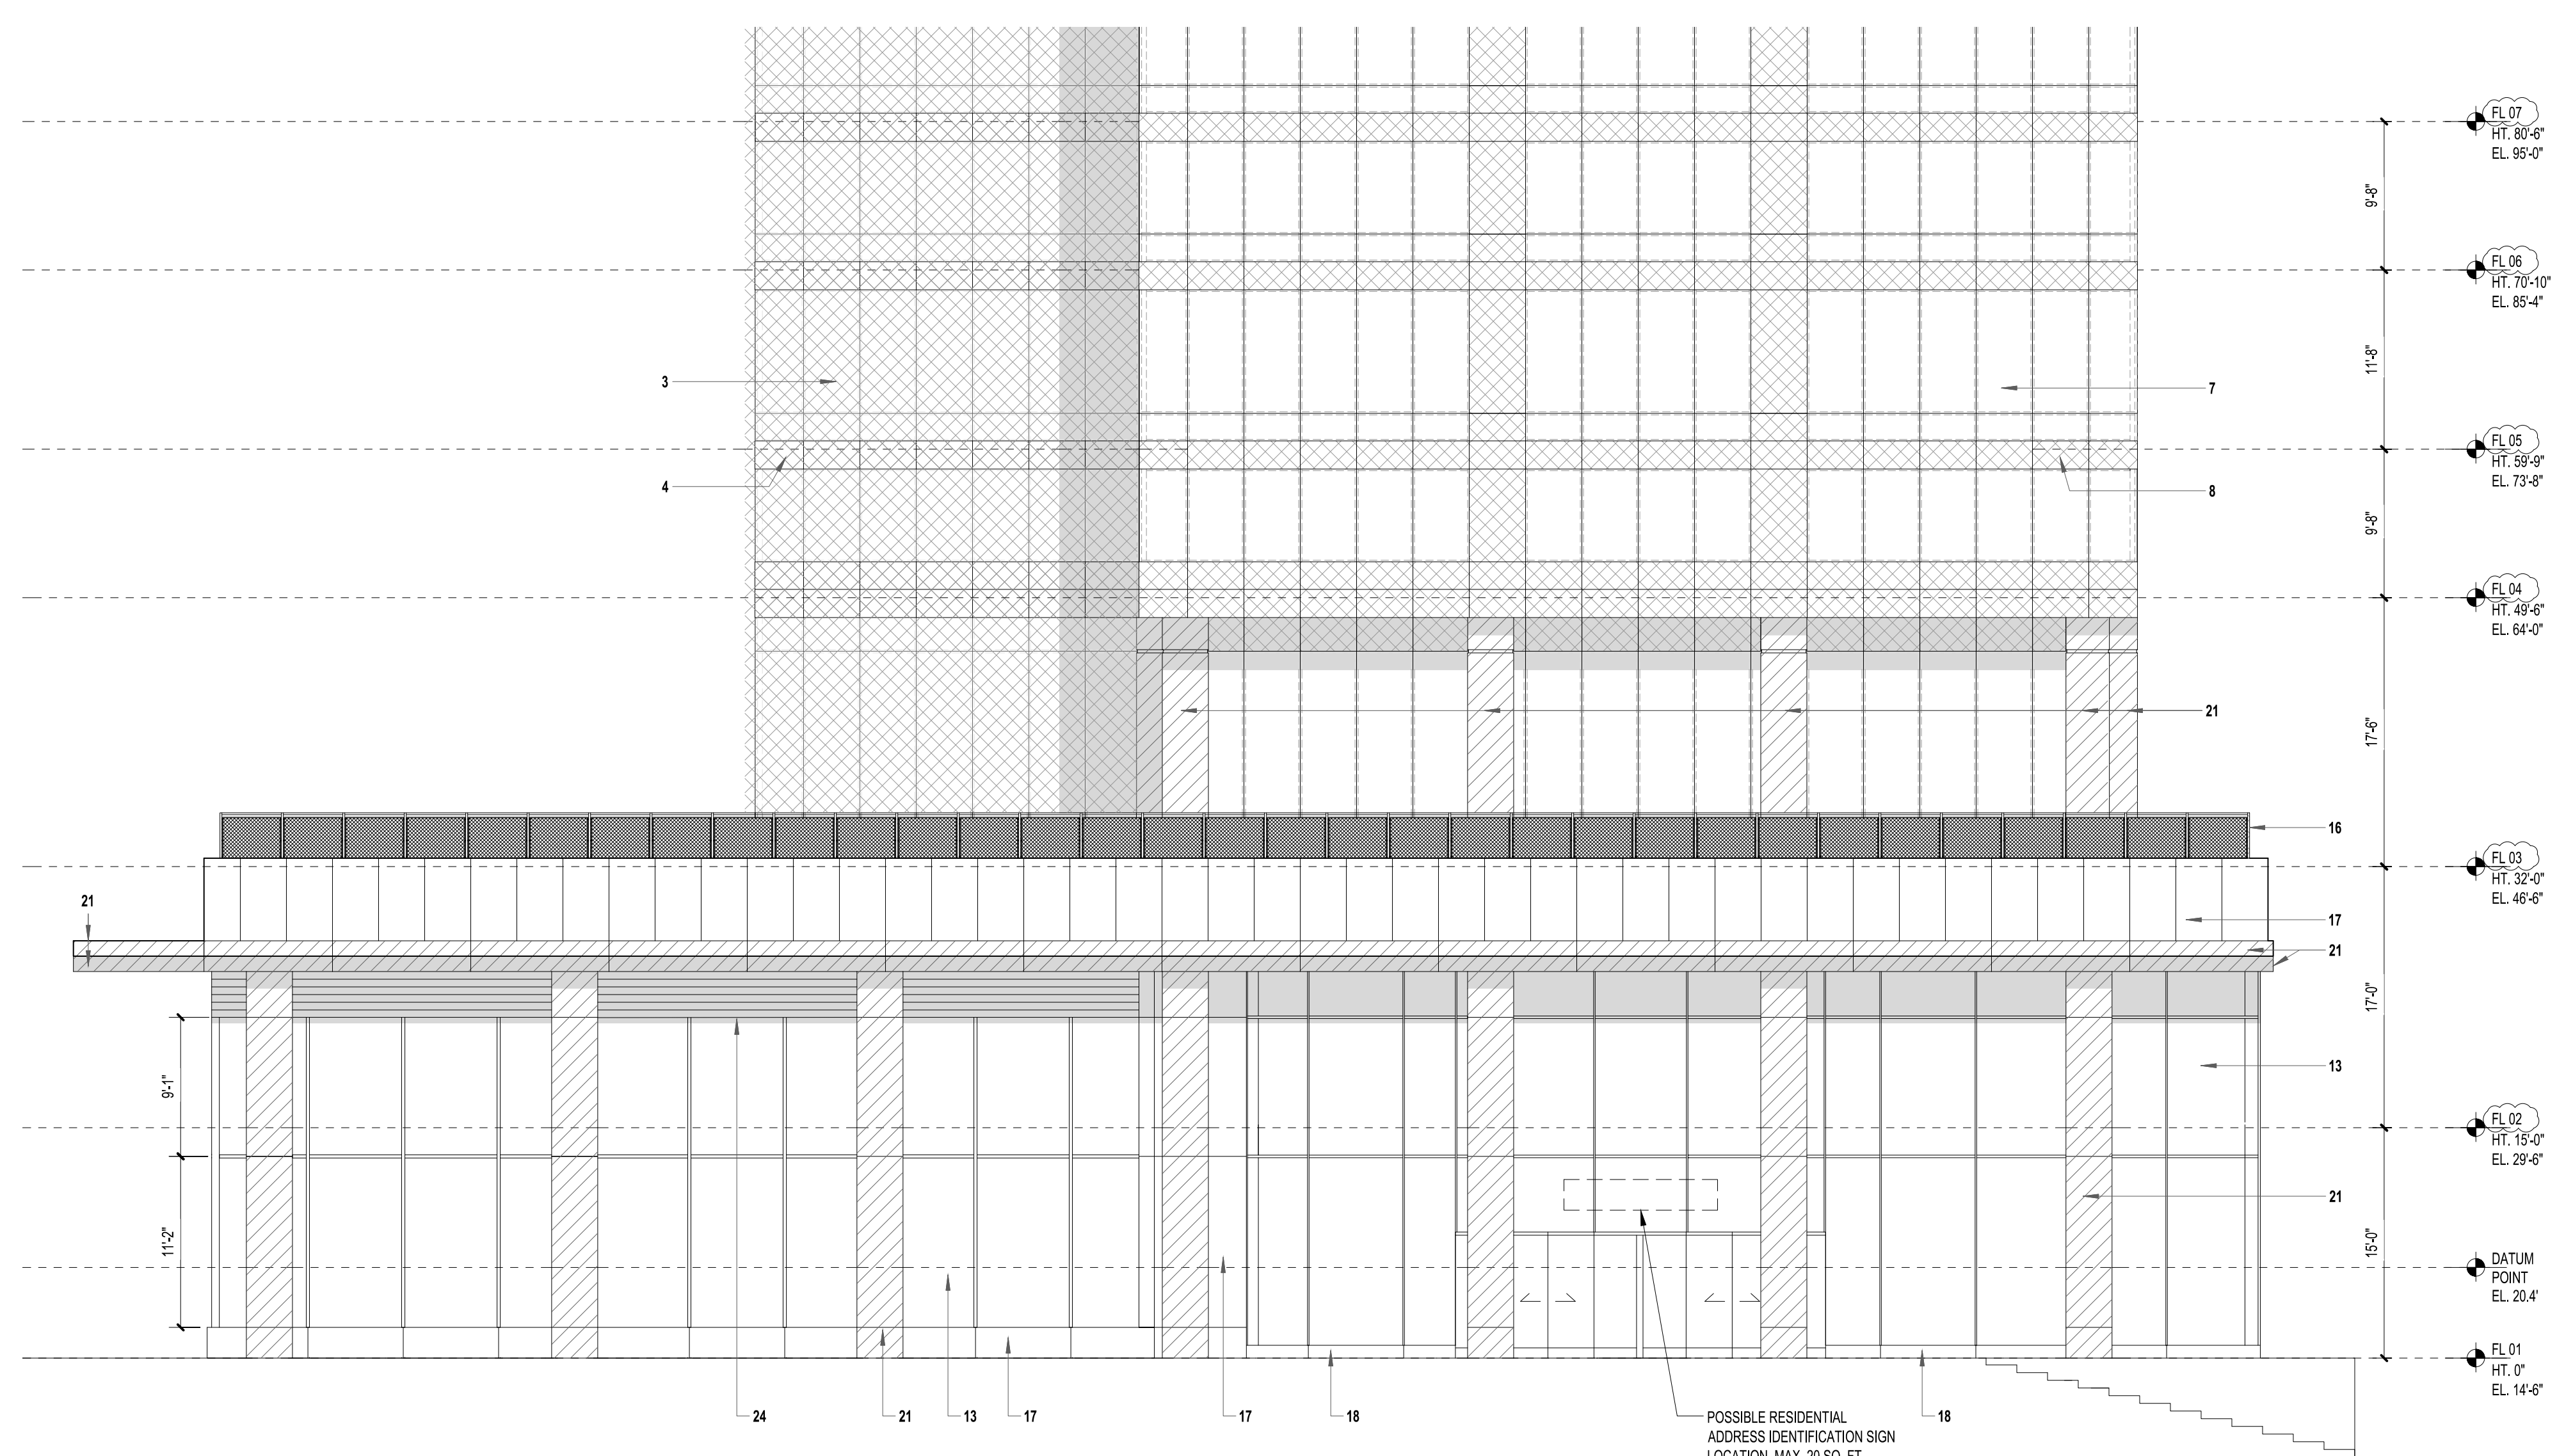 FL 07
HT. 80'-6"
EL. 95'-0"
9'-8"
FL 06
HT. 70'-10"
EL. 85'-4"
11'-8"
3
7
FL 05
HT. 59'-9"
EL. 73'-8"
4
8
9'-8"
FL 04
HT. 49'-6"
EL. 64'-0"
21
17'-6"
16
FL 03
HT. 32'-0"
EL. 46'-6"
21
17
21
17'-0"
13
9'-1"
FL 02
HT. 15'-0"
EL. 29'-6"
21
11'-2"
15'-0"
DATUM
POINT
EL. 20.4'
FL 01
HT. 0"
EL. 14'-6"
24
21
13
17
17
18
18
POSSIBLE RESIDENTIAL
ADDRESS IDENTIFICATION SIGN
LOCATION, MAX. 20 SQ. FT.